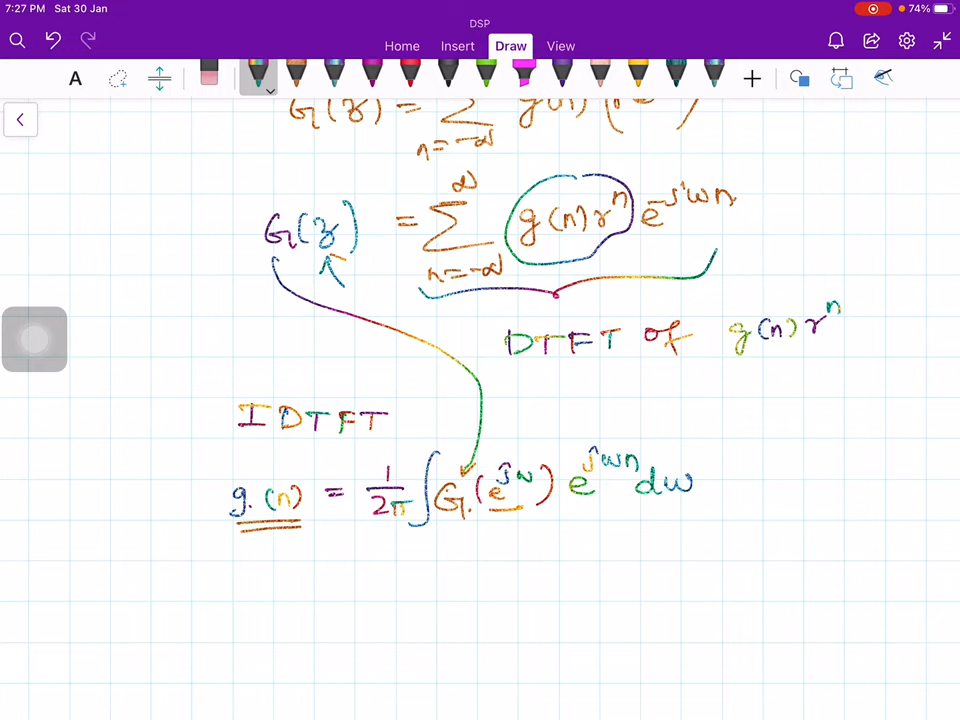 7:27 PM Sat 30 Jan
74%
DSP
Home Insert Draw View
A
G(z) = Σ g(n) (
n=-∞
G(z) = Σ g(n) r^n e^-jωn
∞
n=-∞
DTFT of g(n) r^n
IDTFT
g(n) = 1/2π ∫ G(e^jω) e^jωn dω